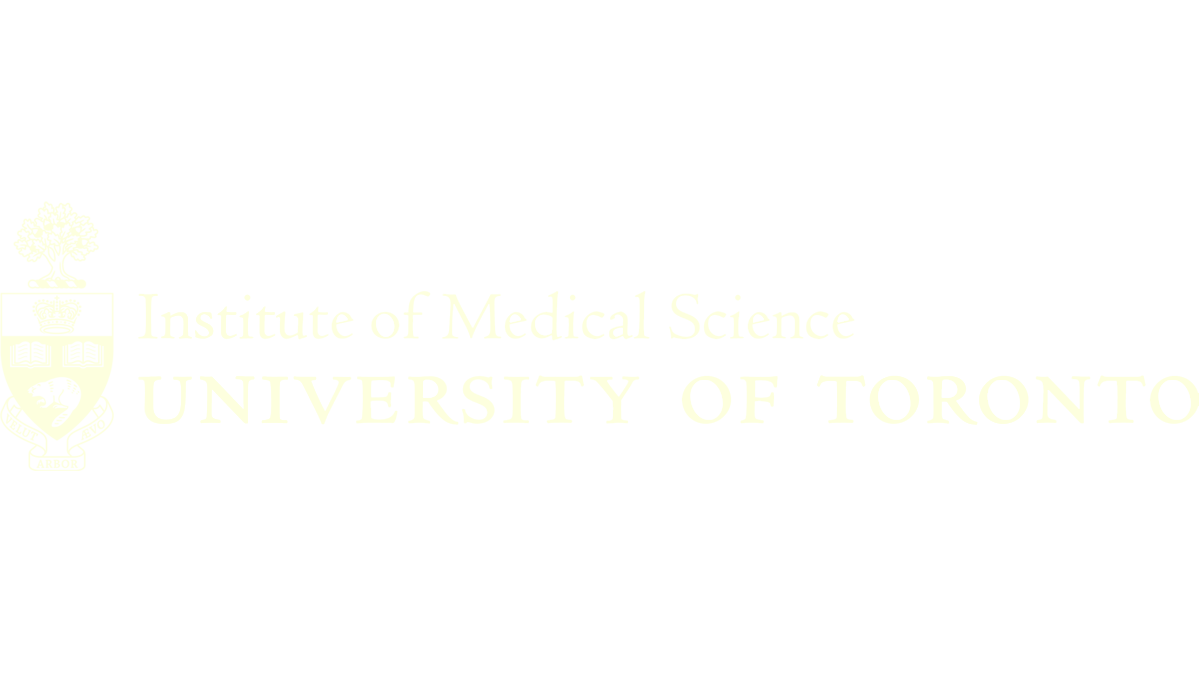 Institute of Medical Science
UNIVERSITY OF TORONTO